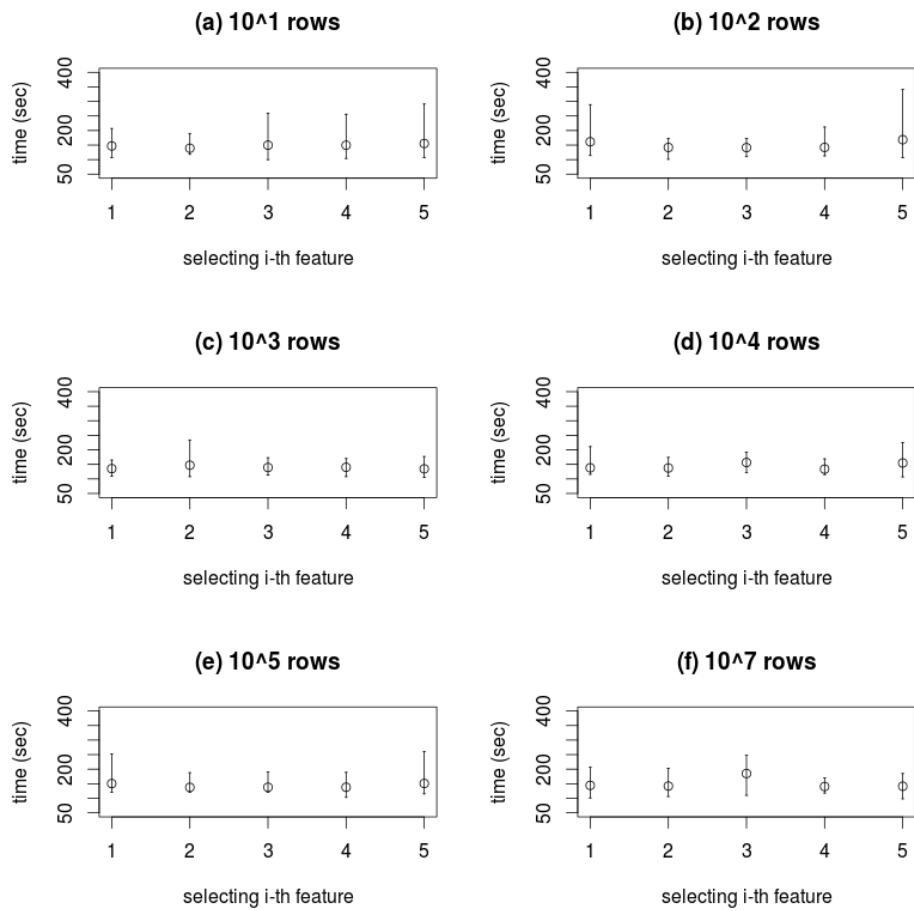 (a) 10^1 rows
time (sec)
400
200
50
1 2 3 4 5
selecting i-th feature
(b) 10^2 rows
time (sec)
400
200
50
1 2 3 4 5
selecting i-th feature
(c) 10^3 rows
time (sec)
400
200
50
1 2 3 4 5
selecting i-th feature
(d) 10^4 rows
time (sec)
400
200
50
1 2 3 4 5
selecting i-th feature
(e) 10^5 rows
time (sec)
400
200
50
1 2 3 4 5
selecting i-th feature
(f) 10^7 rows
time (sec)
400
200
50
1 2 3 4 5
selecting i-th feature